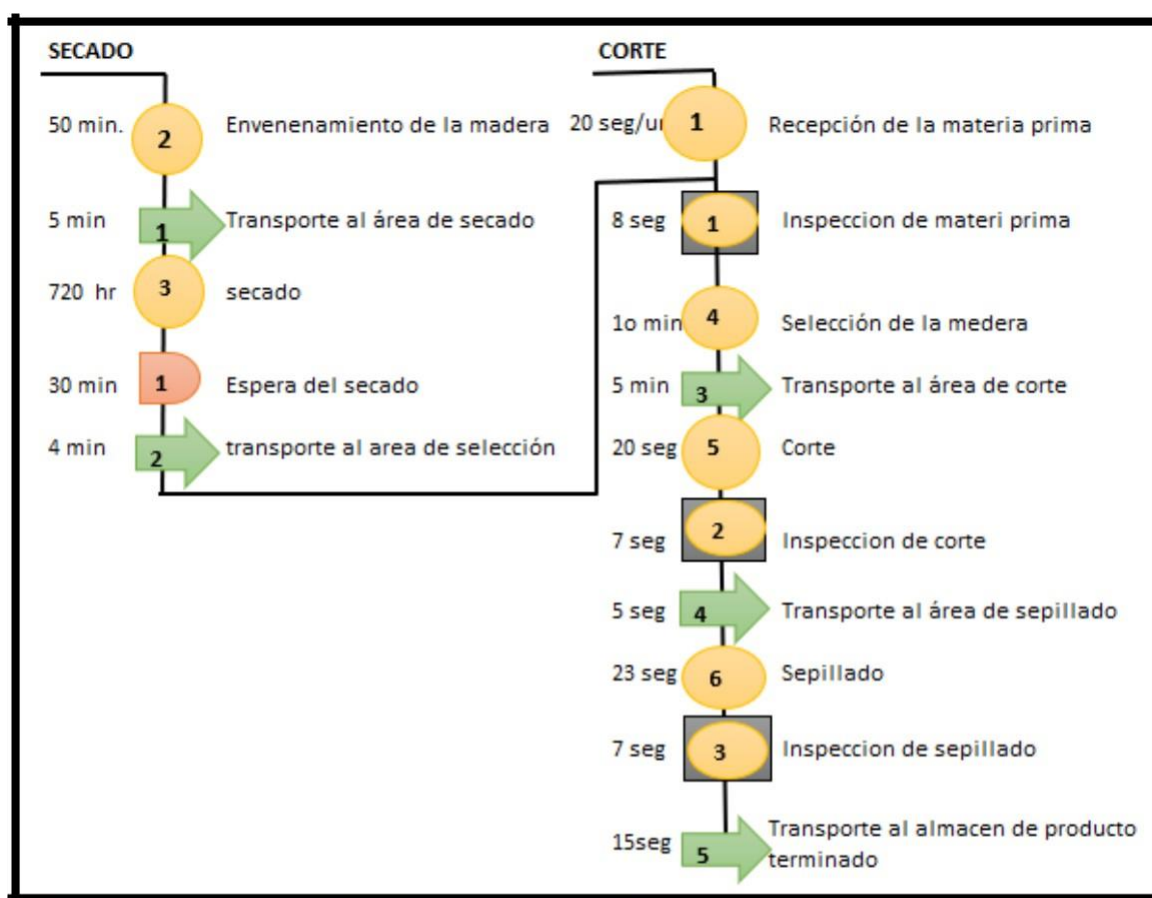 SECADO
50 min. 2 Envenenamiento de la madera
5 min 1 Transporte al área de secado
720 hr 3 secado
30 min 1 Espera del secado
4 min 2 transporte al area de selección
CORTE
20 seg/u 1 Recepción de la materia prima
8 seg 1 Inspeccion de materi prima
1o min 4 Selección de la medera
5 min 3 Transporte al área de corte
20 seg 5 Corte
7 seg 2 Inspeccion de corte
5 seg 4 Transporte al área de sepillado
23 seg 6 Sepillado
7 seg 3 Inspeccion de sepillado
15seg 5 Transporte al almacen de producto
terminado